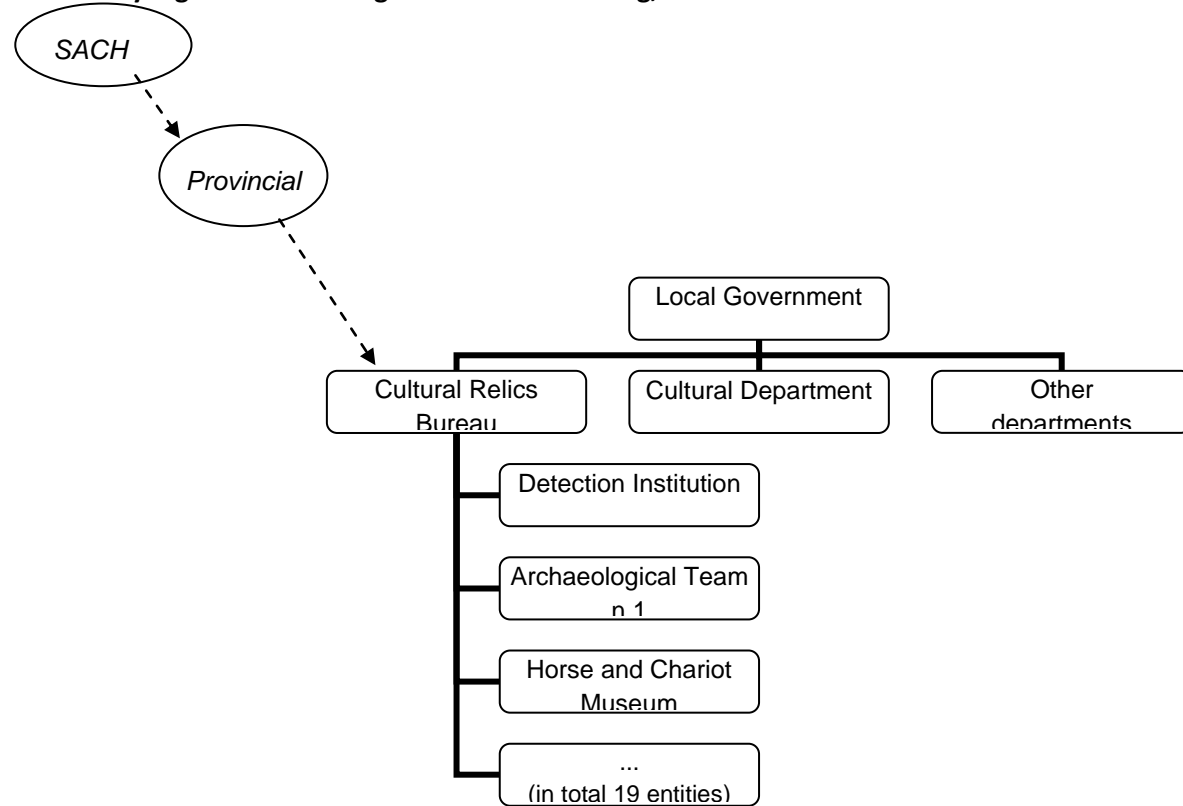 SACH
Provincial
Local Government
Cultural Relics
Bureau
Cultural Department
Other
departments
Detection Institution
Archaeological Team
n.1
Horse and Chariot
Museum
...
(in total 19 entities)